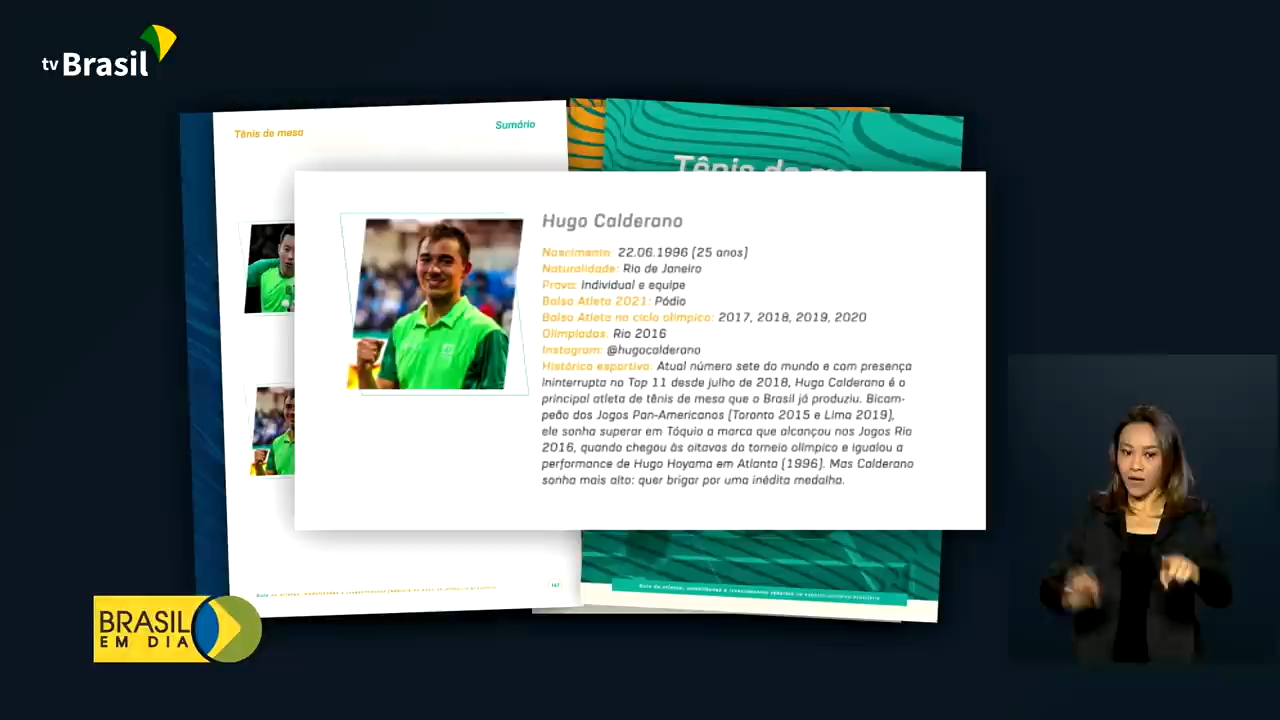 tv Brasil
Tênis de mesa
Sumário
Tênis de me
Hugo Calderano
Nascimento: 22.06.1996 (25 anos)
Naturalidade: Rio de Janeiro
Prova: Individual e equipe
Bolsa Atleta 2021: Pódio
Bolsa Atleta no ciclo olímpico: 2017, 2018, 2019, 2020
Olimpíadas: Rio 2016
Instagram: @hugocalderano
Histórico esportivo: Atual número sete do mundo e com presença
ininterrupta no Top 11 desde julho de 2018, Hugo Calderano é o
principal atleta de tênis de mesa que o Brasil já produziu. Bicam-
peão dos Jogos Pan-Americanos (Toronto 2015 e Lima 2019),
ele sonha superar em Tóquio a marca que alcançou nos Jogos Rio
2016, quando chegou às oitavas do torneio olímpico e igualou a
performance de Hugo Hoyama em Atlanta (1996). Mas Calderano
sonha mais alto: quer brigar por uma inédita medalha.
BRASIL
EM DIA